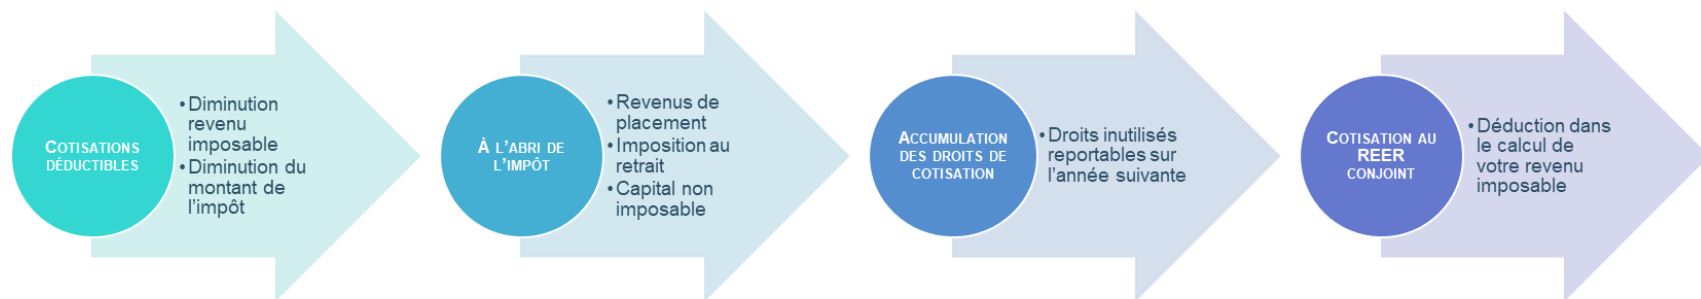 COTISATIONS
DÉDUCTIBLES
• Diminution
revenu
imposable
• Diminution du
montant de
l'impôt
À L'ABRI DE
L'IMPÔT
• Revenus de
placement
• Imposition au
retrait
• Capital non
imposable
ACCUMULATION
DES DROITS DE
COTISATION
• Droits inutilisés
reportables sur
l'année suivante
COTISATION AU
REER
CONJOINT
• Déduction dans
le calcul de
votre revenu
imposable